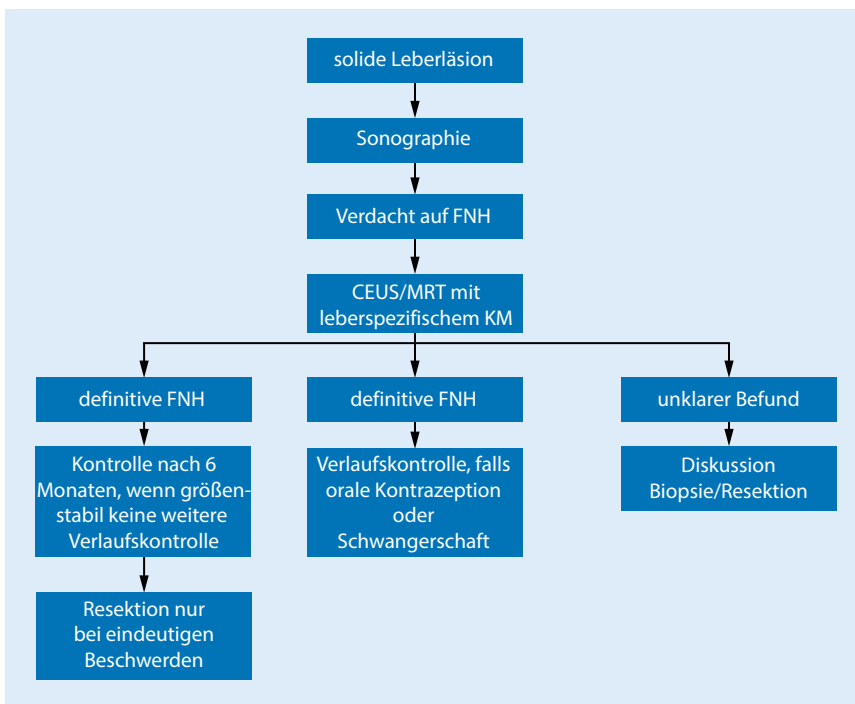 solide Leberläsion
Sonographie
Verdacht auf FNH
CEUS/MRT mit
leberspezifischem KM
definitive FNH
definitive FNH
unklarer Befund
Kontrolle nach 6
Monaten, wenn größen-
stabil keine weitere
Verlaufskontrolle
Verlaufskontrolle, falls
orale Kontrazeption
oder
Schwangerschaft
Diskussion
Biopsie/Resektion
Resektion nur
bei eindeutigen
Beschwerden